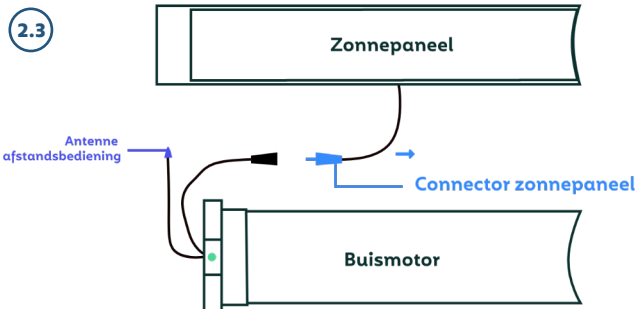 2.3
Zonnepaneel
Antenne
afstandsbediening
Connector zonnepaneel
Buismotor